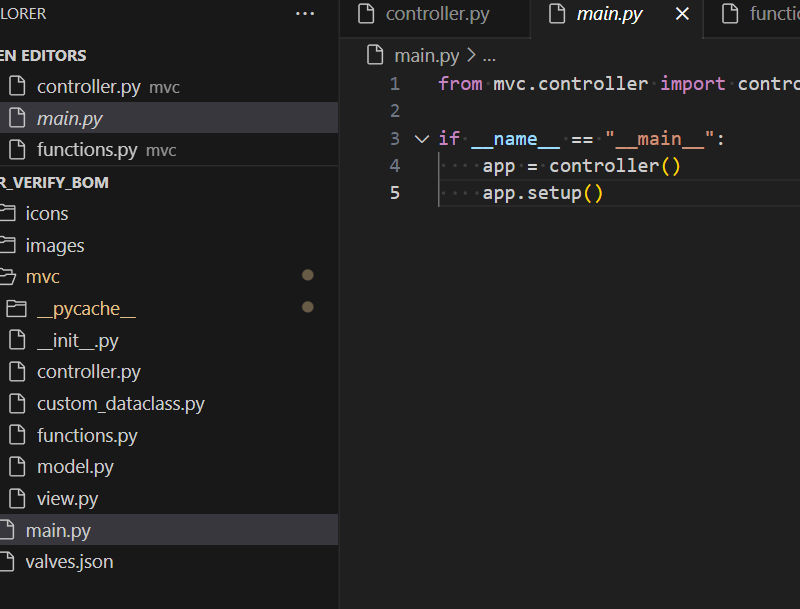 LORER ...
EN EDITORS
controller.py mvc
main.py
functions.py mvc
R_VERIFY_BOM
icons
images
mvc
__pycache__
__init__.py
controller.py
custom_dataclass.py
functions.py
model.py
view.py
main.py
valves.json
controller.py main.py functi
main.py > ...
1 from mvc.controller import contro
2
3 if __name__ == "__main__":
4 app = controller()
5 app.setup()